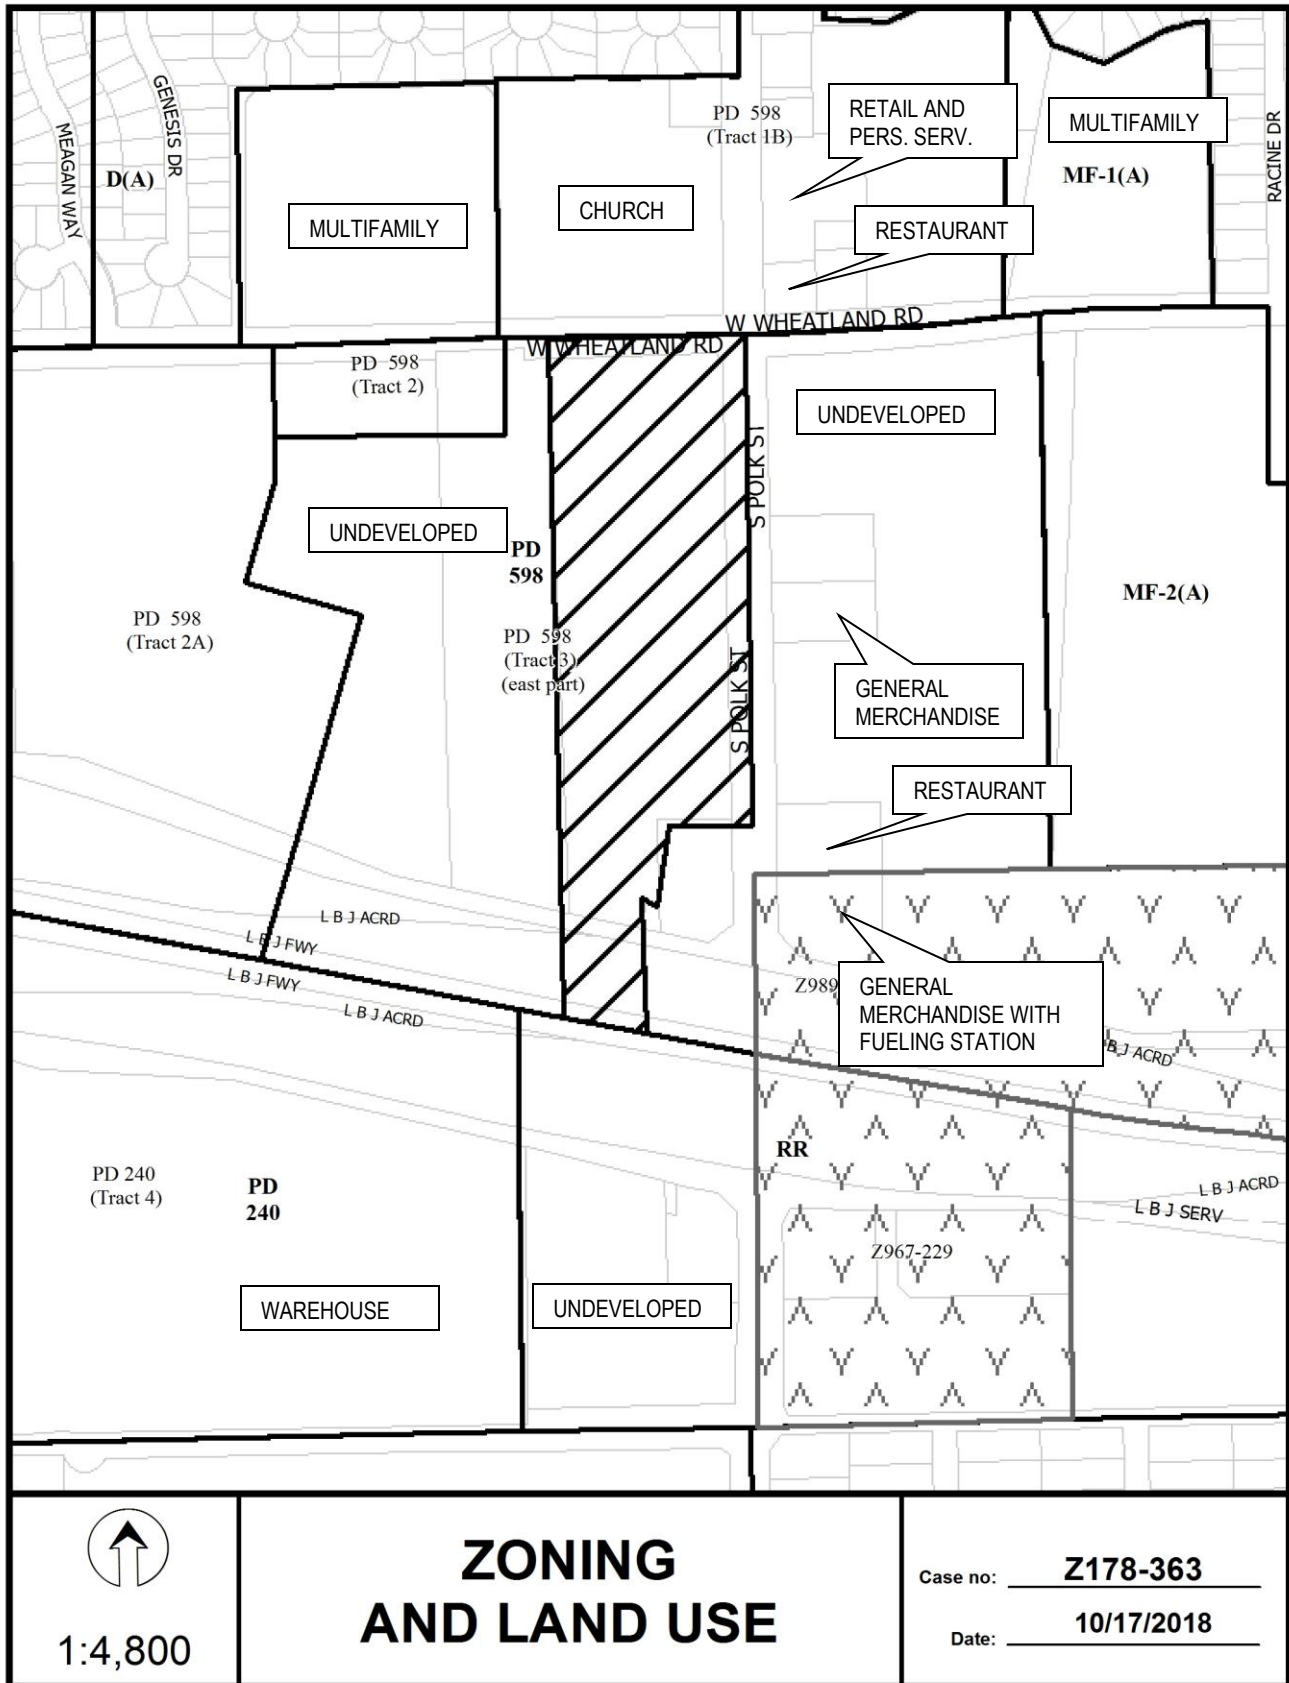 GENESIS DR
MEAGAN WAY
D(A)
MULTIFAMILY
CHURCH
PD 598
(Tract 1B)
RETAIL AND
PERS. SERV.
RESTAURANT
MULTIFAMILY
MF-1(A)
RACINE DR
W WHEATLAND RD
W WHEATLAND RD
PD 598
(Tract 2)
UNDEVELOPED
S POLK ST
UNDEVELOPED
PD
598
MF-2(A)
PD 598
(Tract 2A)
PD 598
(Tract 3)
(east part)
S POLK ST
GENERAL
MERCHANDISE
RESTAURANT
L B J ACRD
L B J FWY
L B J FWY
L B J ACRD
Z989
GENERAL
MERCHANDISE WITH
FUELING STATION
B J ACRD
RR
PD 240
(Tract 4)
PD
240
L B J ACRD
L B J SERV
Z967-229
WAREHOUSE
UNDEVELOPED
1:4,800
ZONING
AND LAND USE
Case no: Z178-363
Date: 10/17/2018